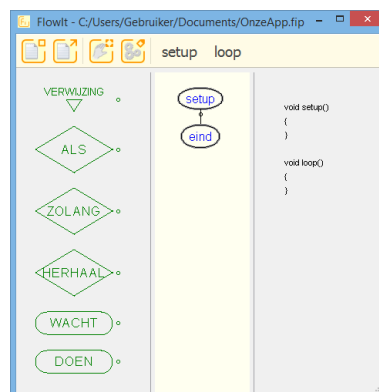 FlowIt - C:/Users/Gebruiker/Documents/OnzeApp.fip
setup loop
VERWIJZING
ALS
ZOLANG
HERHAAL
WACHT
DOEN
setup
eind
void setup()
{
}
void loop()
{
}